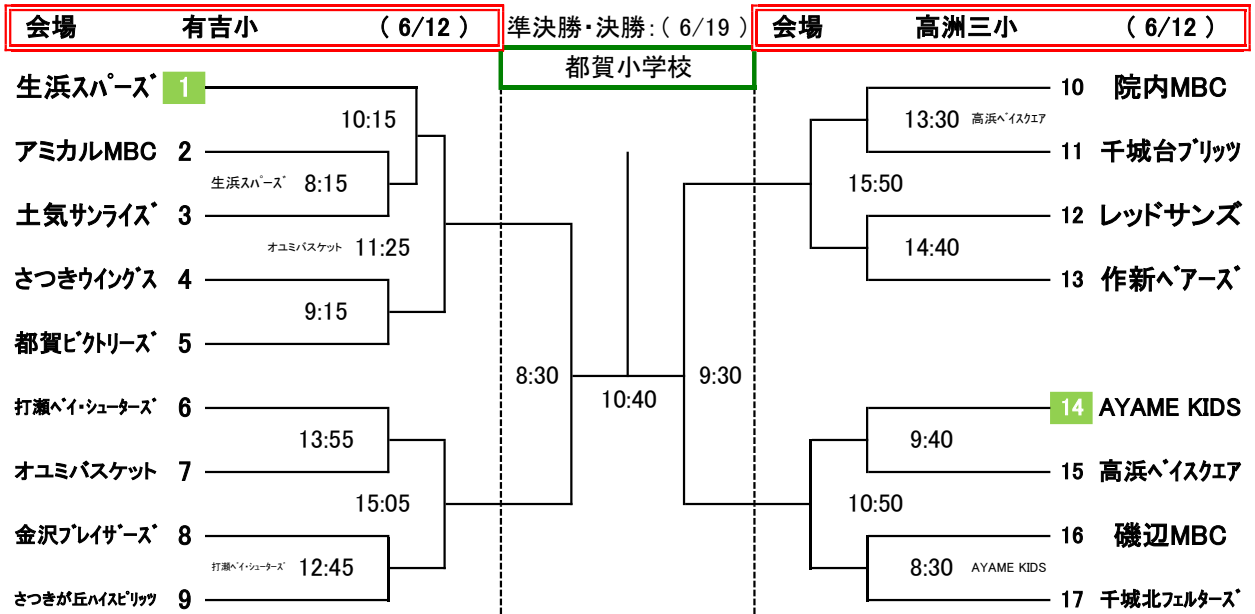 会場 有吉小 ( 6/12 ) 準決勝・決勝:( 6/19 ) 会場 高洲三小 ( 6/12 )
都賀小学校
生浜スパーズ 1
10 院内MBC
10:15
13:30 高浜ベイスクエア
アミカルMBC 2
11 千城台ブリッツ
生浜スパーズ 8:15
15:50
土気サンライズ 3
12 レッドサンズ
オユミバスケット 11:25
14:40
さつきウイングス 4
13 作新ベアーズ
9:15
都賀ビクトリーズ 5
8:30
9:30
10:40
打瀬ベイ・シューターズ 6
14 AYAME KIDS
13:55
9:40
オユミバスケット 7
15 高浜ベイスクエア
15:05
10:50
金沢ブレイザーズ 8
16 磯辺MBC
打瀬ベイ・シューターズ 12:45
8:30 AYAME KIDS
さつきが丘ハイスピリッツ 9
17 千城北フェルターズ